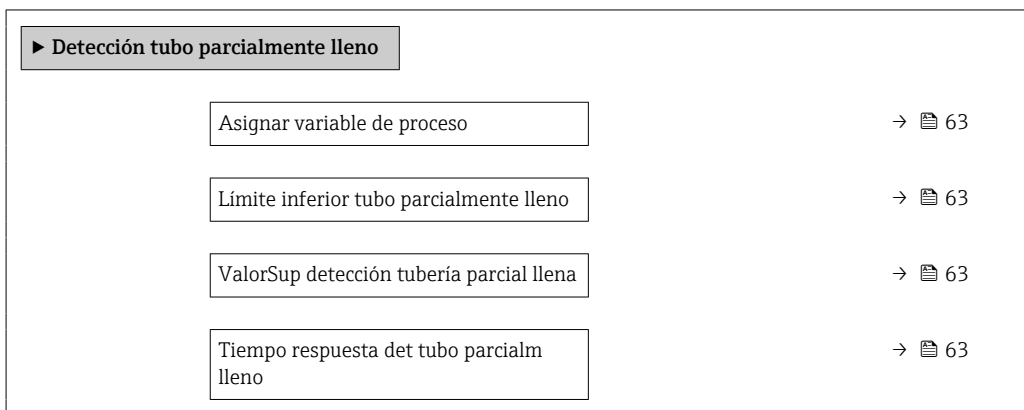 ▶ Detección tubo parcialmente lleno
Asignar variable de proceso → 63
Límite inferior tubo parcialmente lleno → 63
ValorSup detección tubería parcial llena → 63
Tiempo respuesta det tubo parcialm → 63
lleno